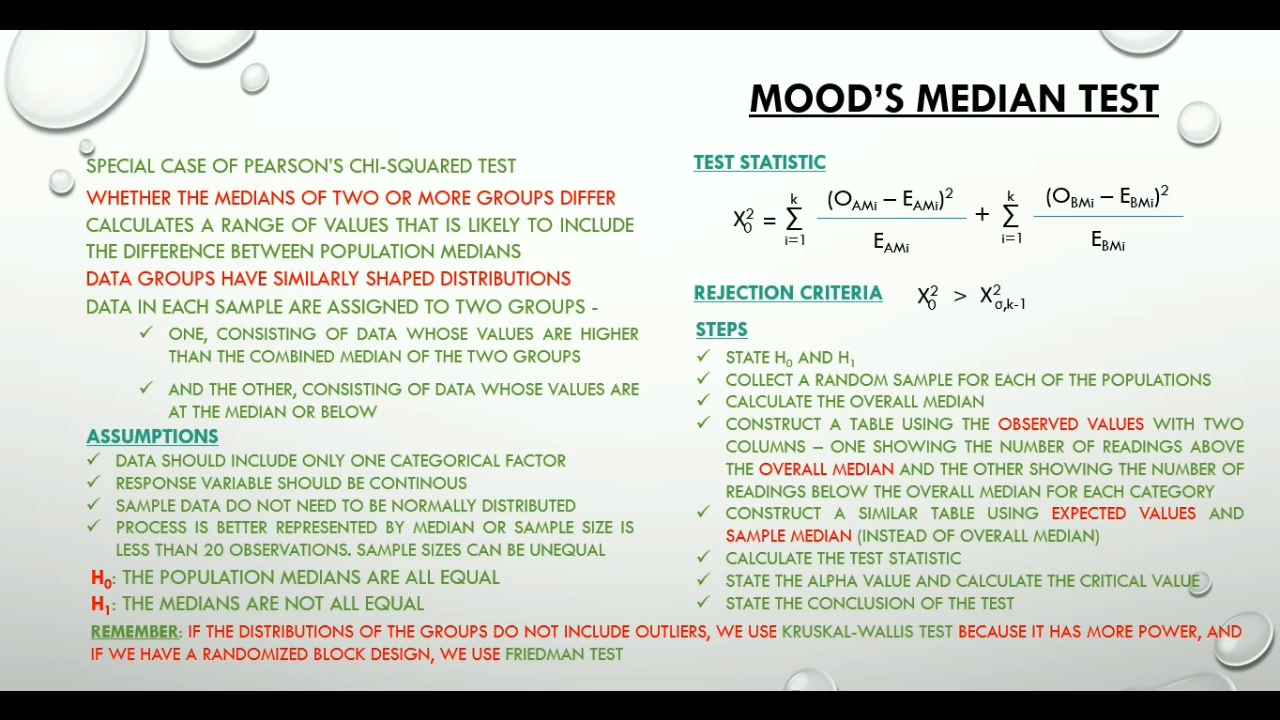 MOOD'S MEDIAN TEST
SPECIAL CASE OF PEARSON'S CHI-SQUARED TEST
WHETHER THE MEDIANS OF TWO OR MORE GROUPS DIFFER
CALCULATES A RANGE OF VALUES THAT IS LIKELY TO INCLUDE
THE DIFFERENCE BETWEEN POPULATION MEDIANS
DATA GROUPS HAVE SIMILARLY SHAPED DISTRIBUTIONS
DATA IN EACH SAMPLE ARE ASSIGNED TO TWO GROUPS -
✓ ONE, CONSISTING OF DATA WHOSE VALUES ARE HIGHER
THAN THE COMBINED MEDIAN OF THE TWO GROUPS
✓ AND THE OTHER, CONSISTING OF DATA WHOSE VALUES ARE
AT THE MEDIAN OR BELOW
ASSUMPTIONS
✓ DATA SHOULD INCLUDE ONLY ONE CATEGORICAL FACTOR
✓ RESPONSE VARIABLE SHOULD BE CONTINOUS
✓ SAMPLE DATA DO NOT NEED TO BE NORMALLY DISTRIBUTED
✓ PROCESS IS BETTER REPRESENTED BY MEDIAN OR SAMPLE SIZE IS
LESS THAN 20 OBSERVATIONS. SAMPLE SIZES CAN BE UNEQUAL
H₀: THE POPULATION MEDIANS ARE ALL EQUAL
H₁: THE MEDIANS ARE NOT ALL EQUAL
TEST STATISTIC
X₀² = Σ_{i=1}^{k} (O_AMi – E_AMi)² / E_AMi + Σ_{i=1}^{k} (O_BMi – E_BMi)² / E_BMi
REJECTION CRITERIA X₀² > X²_{σ,k-1}
STEPS
✓ STATE H₀ AND H₁
✓ COLLECT A RANDOM SAMPLE FOR EACH OF THE POPULATIONS
✓ CALCULATE THE OVERALL MEDIAN
✓ CONSTRUCT A TABLE USING THE OBSERVED VALUES WITH TWO
COLUMNS – ONE SHOWING THE NUMBER OF READINGS ABOVE
THE OVERALL MEDIAN AND THE OTHER SHOWING THE NUMBER OF
READINGS BELOW THE OVERALL MEDIAN FOR EACH CATEGORY
✓ CONSTRUCT A SIMILAR TABLE USING EXPECTED VALUES AND
SAMPLE MEDIAN (INSTEAD OF OVERALL MEDIAN)
✓ CALCULATE THE TEST STATISTIC
✓ STATE THE ALPHA VALUE AND CALCULATE THE CRITICAL VALUE
✓ STATE THE CONCLUSION OF THE TEST
REMEMBER: IF THE DISTRIBUTIONS OF THE GROUPS DO NOT INCLUDE OUTLIERS, WE USE KRUSKAL-WALLIS TEST BECAUSE IT HAS MORE POWER, AND
IF WE HAVE A RANDOMIZED BLOCK DESIGN, WE USE FRIEDMAN TEST